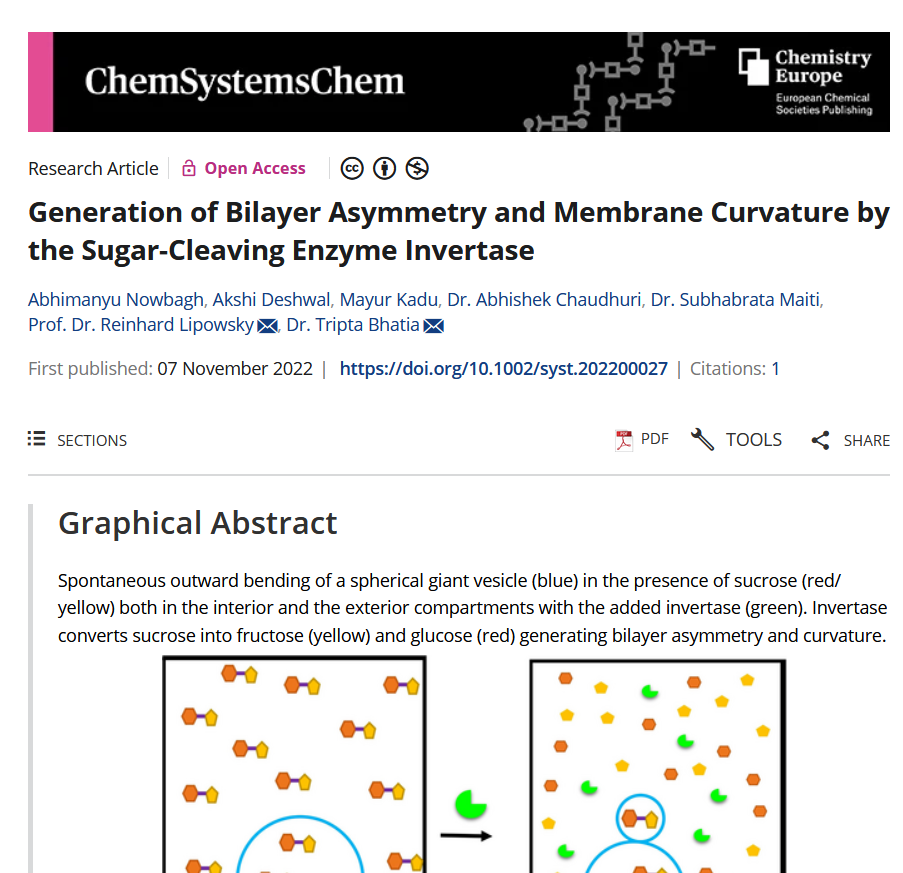 ChemSystemsChem
Chemistry
Europe
European Chemical
Societies Publishing
Research Article Open Access cc
Generation of Bilayer Asymmetry and Membrane Curvature by
the Sugar-Cleaving Enzyme Invertase
Abhimanyu Nowbagh, Akshi Deshwal, Mayur Kadu, Dr. Abhishek Chaudhuri, Dr. Subhabrata Maiti,
Prof. Dr. Reinhard Lipowsky, Dr. Tripta Bhatia
First published: 07 November 2022 | https://doi.org/10.1002/syst.202200027 | Citations: 1
SECTIONS PDF TOOLS SHARE
Graphical Abstract
Spontaneous outward bending of a spherical giant vesicle (blue) in the presence of sucrose (red/
yellow) both in the interior and the exterior compartments with the added invertase (green). Invertase
converts sucrose into fructose (yellow) and glucose (red) generating bilayer asymmetry and curvature.